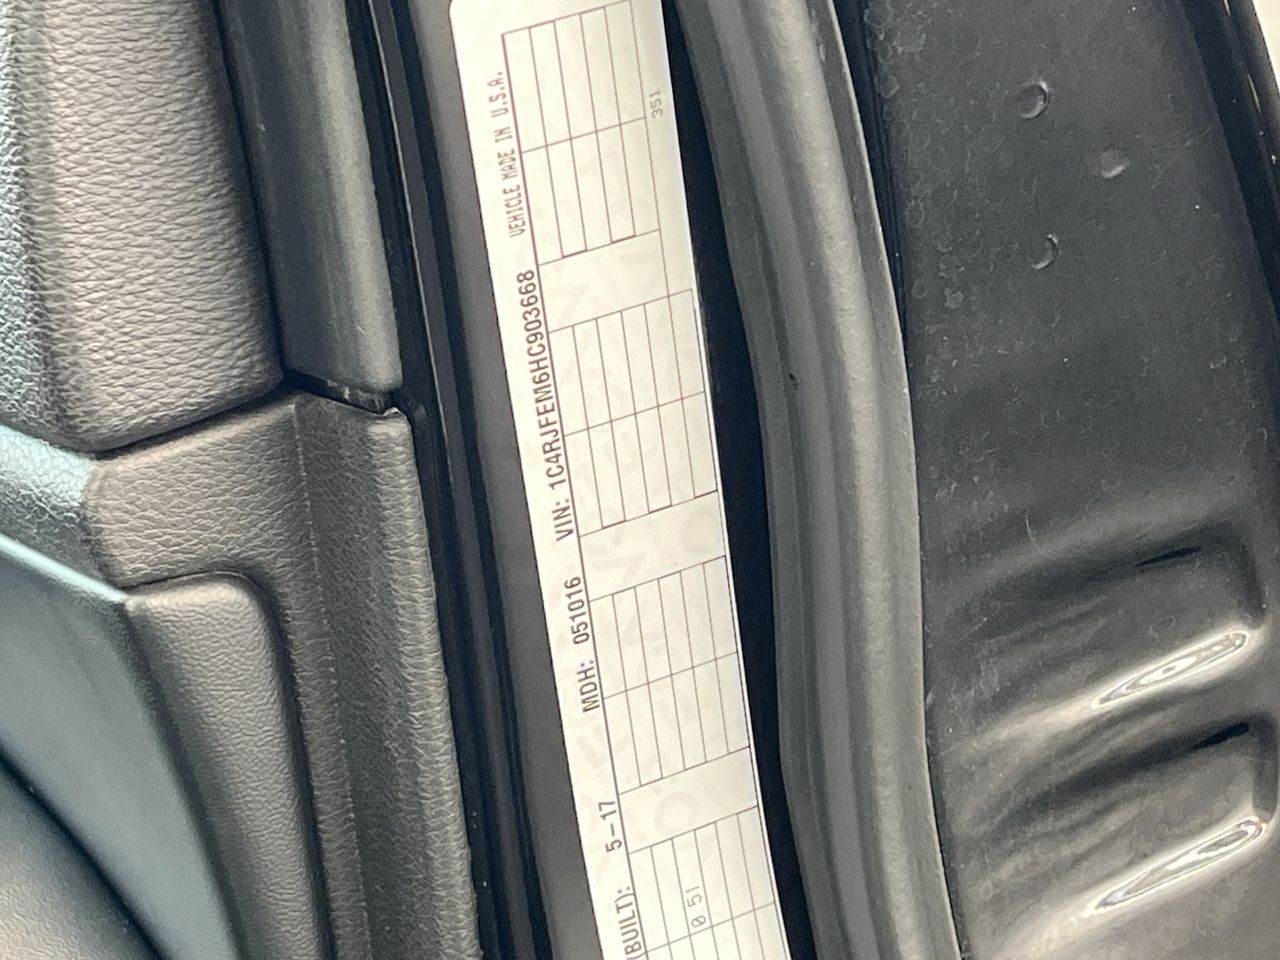 (BUILT): 5-17 MDH: 051016 VIN: 1C4RJFEM6HC903668 VEHICLE MADE IN U.S.A.
0 51
351